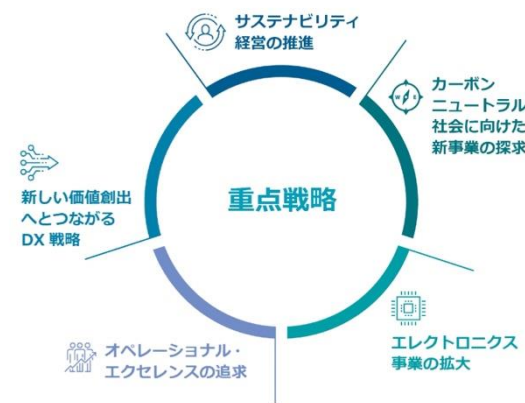 サステナビリティ
経営の推進
カーボン
ニュートラル
社会に向けた
新事業の探求
W E
新しい価値創出
へとつながる
DX 戦略
重点戦略
エレクトロニクス
事業の拡大
オペレーショナル・
エクセレンスの追求